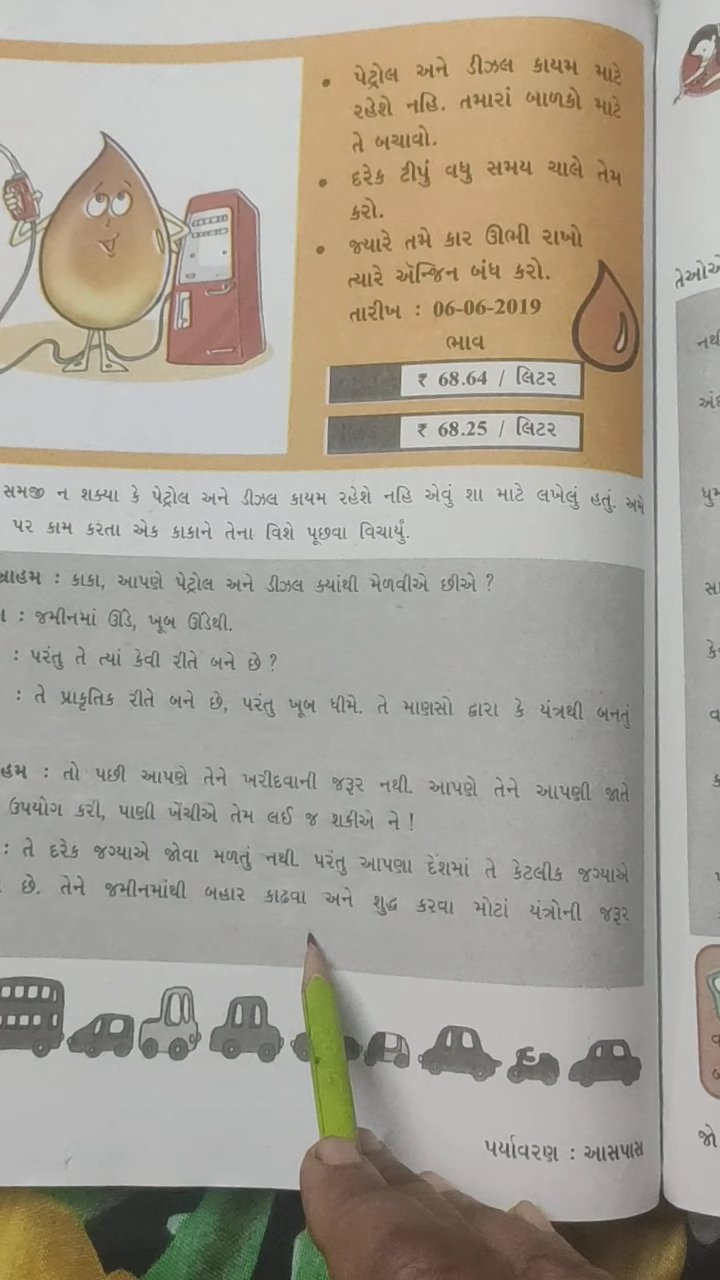 • પેટ્રોલ અને ડીઝલ કાયમ માટે
રહેશે નહિ. તમારાં બાળકો માટે
તે બચાવો.
• દરેક ટીપું વધુ સમય ચાલે તેમ
કરો.
• જ્યારે તમે કાર ઊભી રાખો
ત્યારે ઍન્જિન બંધ કરો.
તારીખ : 06-06-2019
ભાવ
₹ 68.64 / લિટર
₹ 68.25 / લિટર
સમજી ન શક્યા કે પેટ્રોલ અને ડીઝલ કાયમ રહેશે નહિ એવું શા માટે લખેલું હતું. અમે
પર કામ કરતા એક કાકાને તેના વિશે પૂછવા વિચાર્યું.
બ્રાહમ : કાકા, આપણે પેટ્રોલ અને ડીઝલ ક્યાંથી મેળવીએ છીએ ?
: જમીનમાં ઊંડે, ખૂબ ઊંડેથી.
: પરંતુ તે ત્યાં કેવી રીતે બને છે ?
: તે પ્રાકૃતિક રીતે બને છે, પરંતુ ખૂબ ધીમે. તે માણસો દ્વારા કે યંત્રથી બનતું
હમ : તો પછી આપણે તેને ખરીદવાની જરૂર નથી. આપણે તેને આપણી જાતે
ઉપયોગ કરી, પાણી ખેંચીએ તેમ લઈ જ શકીએ ને !
: તે દરેક જગ્યાએ જોવા મળતું નથી. પરંતુ આપણા દેશમાં તે કેટલીક જગ્યાએ
છે. તેને જમીનમાંથી બહાર કાઢવા અને શુદ્ધ કરવા મોટાં યંત્રોની જરૂર
પર્યાવરણ : આસપાસ